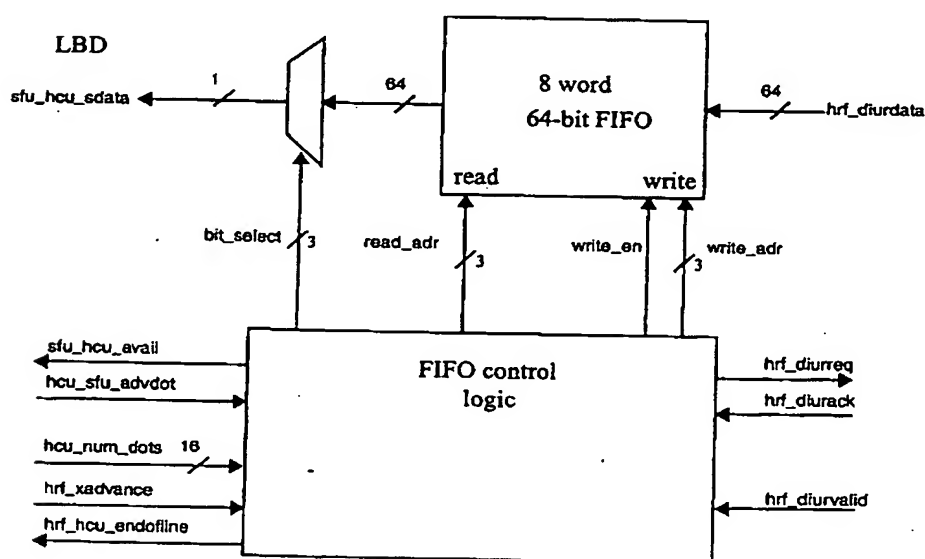 LBD
1
sfu_hcu_sdata
64
8 word
64-bit FIFO
64
hrf_diurdata
read
write
bit_select
3
read_adr
3
write_en
write_adr
3
sfu_hcu_avail
hcu_sfu_advdot
hcu_num_dots
16
hrf_xadvance
hrf_hcu_endofline
FIFO control
logic
hrf_diurreq
hrf_diurack
hrf_diurvalid